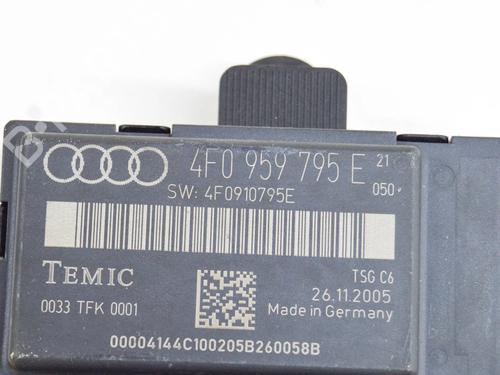 4F0 959 795 E 21
050
SW: 4F0910795E
TEMIC
TSG C6
26.11.2005
0033 TFK 0001
Made in Germany
00004144C100205B260058B